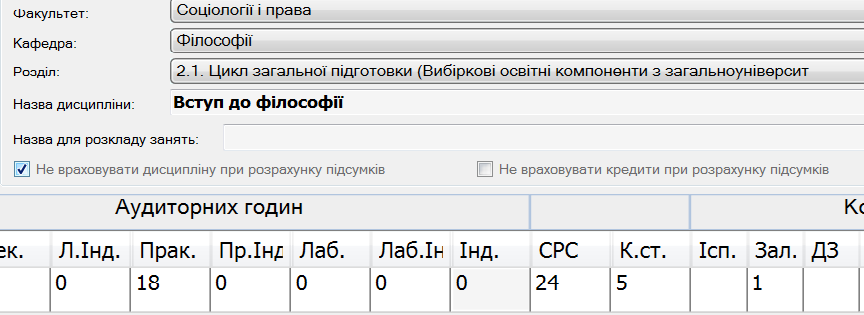 Факультет: Соціології і права
Кафедра: Філософії
Розділ: 2.1. Цикл загальної підготовки (Вибіркові освітні компоненти з загальноуніверсит
Назва дисципліни: Вступ до філософії
Назва для розкладу занять:
Не враховувати дисципліну при розрахунку підсумків Не враховувати кредити при розрахунку підсумків
Аудиторних годин Ко
ек. Л.Інд. Прак. Пр.Інд Лаб. Лаб.Ін Інд. СРС К.ст. Ісп. Зал. ДЗ
0 18 0 0 0 0 24 5 1